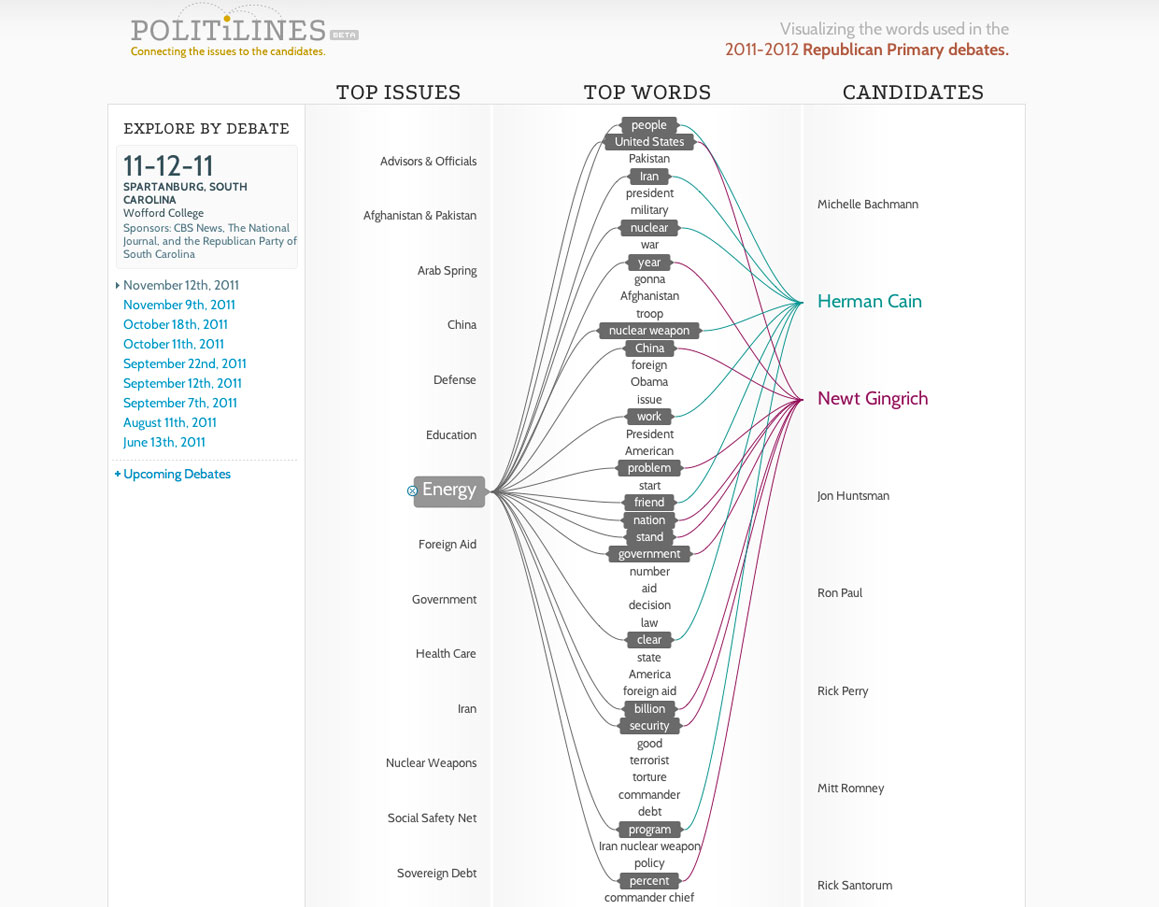 POLITiLINES BETA
Connecting the issues to the candidates.
Visualizing the words used in the
2011-2012 Republican Primary debates.
TOP ISSUES
TOP WORDS
CANDIDATES
EXPLORE BY DEBATE
11-12-11
SPARTANBURG, SOUTH
CAROLINA
Wofford College
Sponsors: CBS News, The National
Journal, and the Republican Party of
South Carolina
November 12th, 2011
November 9th, 2011
October 18th, 2011
October 11th, 2011
September 22nd, 2011
September 12th, 2011
September 7th, 2011
August 11th, 2011
June 13th, 2011
+ Upcoming Debates
Advisors & Officials
Afghanistan & Pakistan
Arab Spring
China
Defense
Education
Energy
Foreign Aid
Government
Health Care
Iran
Nuclear Weapons
Social Safety Net
Sovereign Debt
people
United States
Pakistan
Iran
president
military
nuclear
war
year
gonna
Afghanistan
troop
nuclear weapon
China
foreign
Obama
issue
work
President
American
problem
start
friend
nation
stand
government
number
aid
decision
law
clear
state
America
foreign aid
billion
security
good
terrorist
torture
commander
debt
program
Iran nuclear weapon
policy
percent
commander chief
Michelle Bachmann
Herman Cain
Newt Gingrich
Jon Huntsman
Ron Paul
Rick Perry
Mitt Romney
Rick Santorum